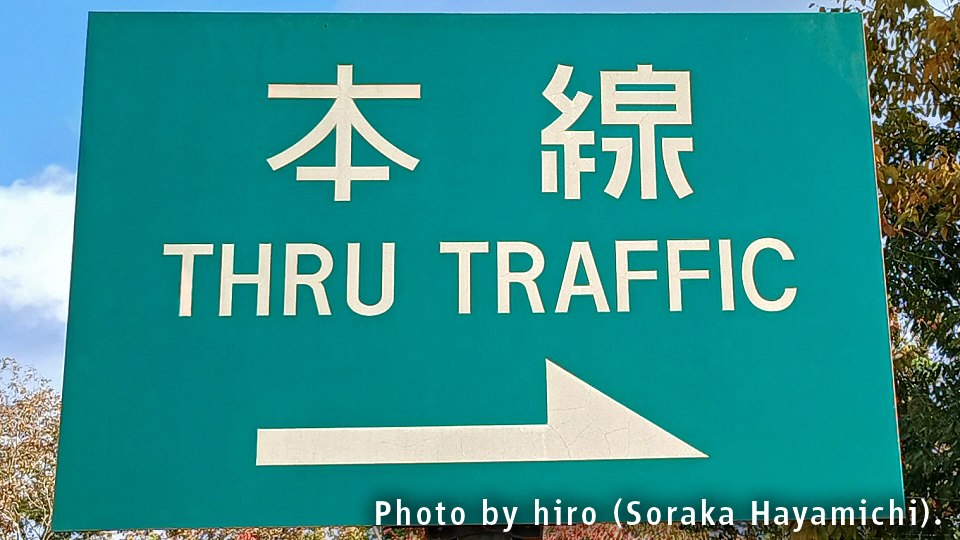 本線
THRU TRAFFIC
Photo by hiro (Soraka Hayamichi).